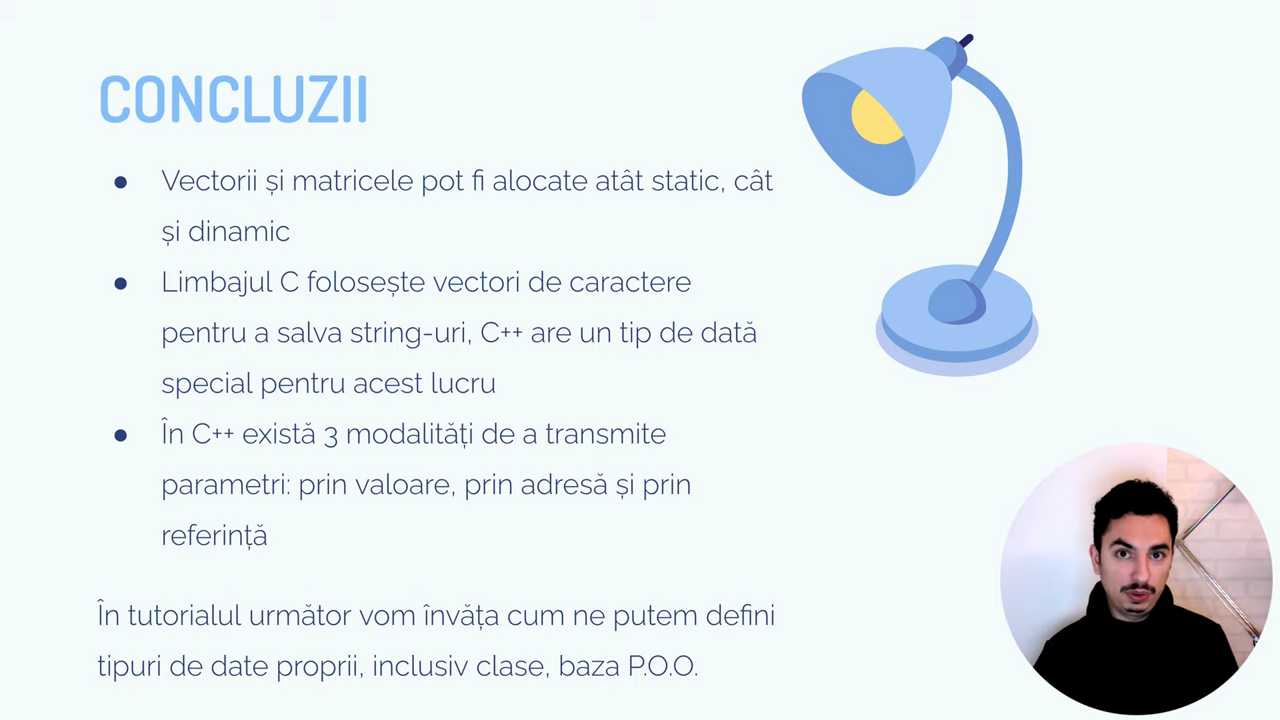 CONCLUZII
● Vectorii și matricele pot fi alocate atât static, cât
și dinamic
● Limbajul C folosește vectori de caractere
pentru a salva string-uri, C++ are un tip de dată
special pentru acest lucru
● În C++ există 3 modalități de a transmite
parametri: prin valoare, prin adresă și prin
referință
În tutorialul următor vom învăța cum ne putem defini
tipuri de date proprii, inclusiv clase, baza P.O.O.